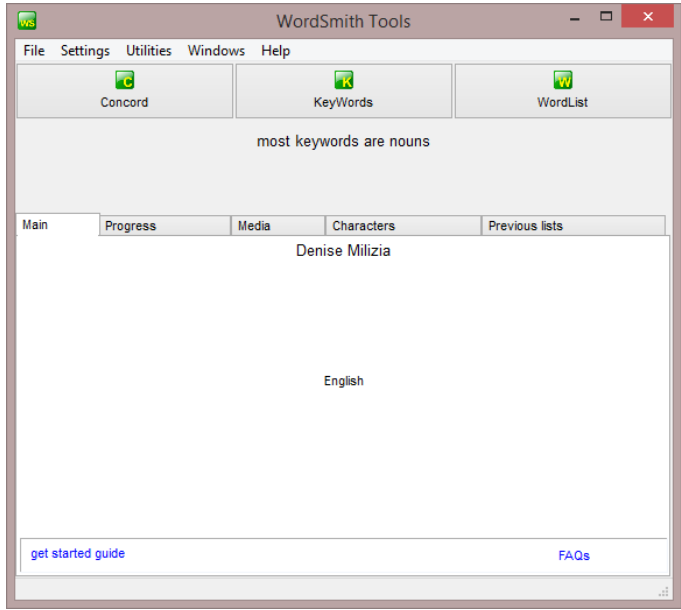 WS WordSmith Tools
File Settings Utilities Windows Help
C K W
Concord KeyWords WordList
most keywords are nouns
Main Progress Media Characters Previous lists
Denise Milizia
English
get started guide FAQs